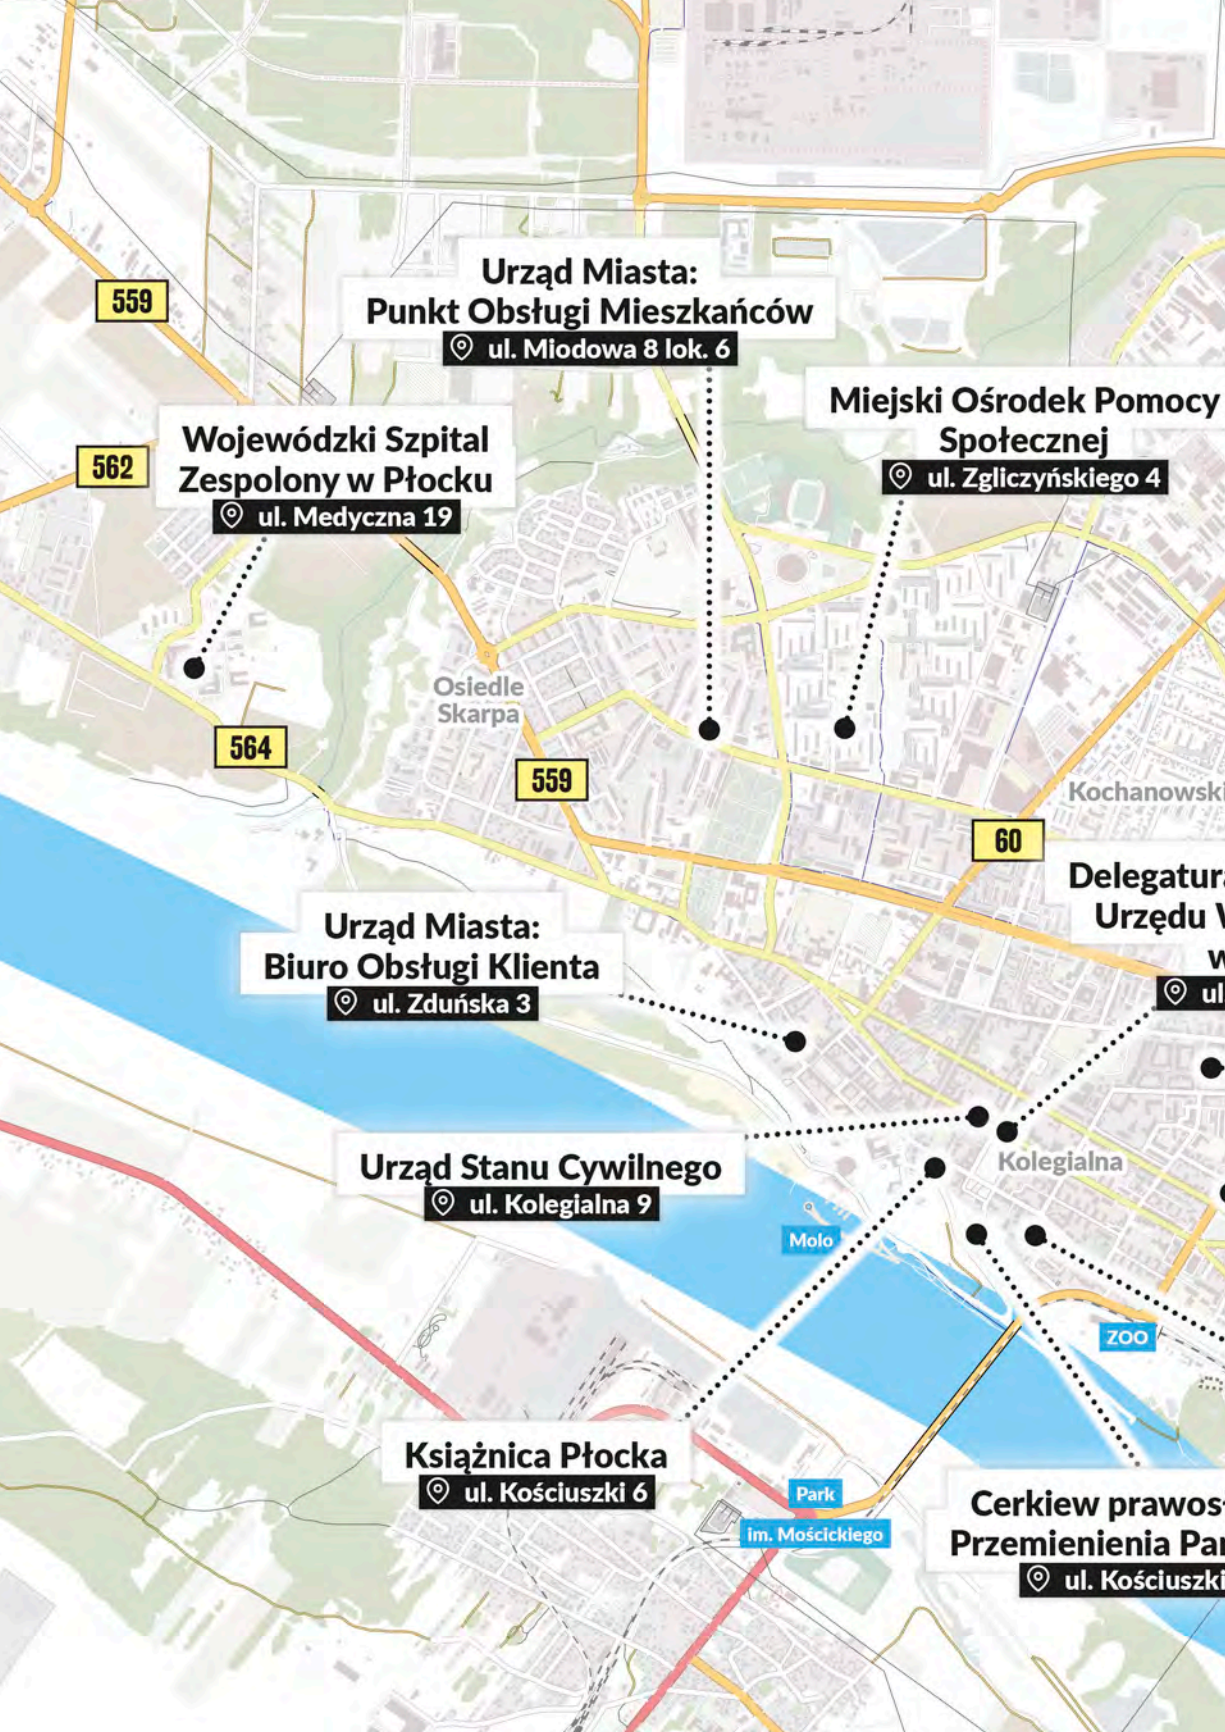 Urząd Miasta:
Punkt Obsługi Mieszkańców
ul. Miodowa 8 lok. 6
559
Miejski Ośrodek Pomocy
Społecznej
ul. Zgliczyńskiego 4
Wojewódzki Szpital
Zespolony w Płocku
ul. Medyczna 19
562
Osiedle
Skarpa
564
559
Kochanowski
60
Delegatura
Urzędu W
w
ul
Urząd Miasta:
Biuro Obsługi Klienta
ul. Zduńska 3
Urząd Stanu Cywilnego
ul. Kolegialna 9
Kolegialna
Molo
ZOO
Książnica Płocka
ul. Kościuszki 6
Park
im. Mościckiego
Cerkiew prawosł
Przemienienia Pań
ul. Kościuszki